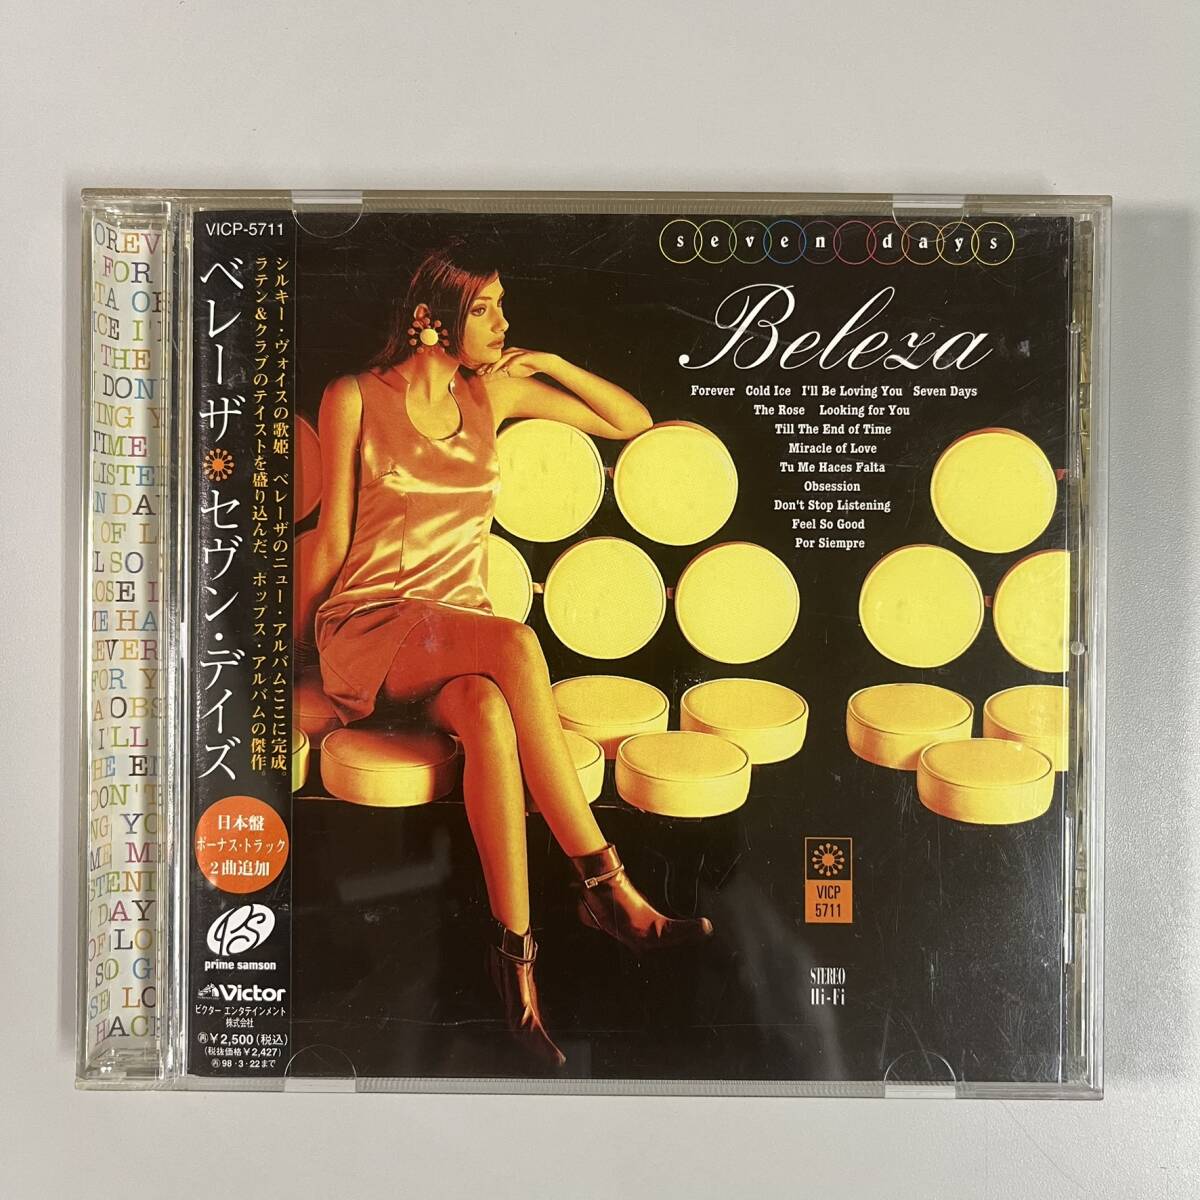 VICP-5711
ベレーザ
セヴン・デイズ
シルキー・ヴォイスの歌姫、ベレーザのニュー・アルバムここに完成。
ラテン&クラブのテイストを盛り込んだ、ポップス・アルバムの傑作。
日本盤
ボーナス・トラック
2曲追加
prime samson
Victor
ビクター エンタテインメント
株式会社
再¥2,500(税込)
(税抜価格¥2,427)
再98・3・22まで
seven days
Beleza
Forever Cold Ice I'll Be Loving You Seven Days
The Rose Looking for You
Till The End of Time
Miracle of Love
Tu Me Haces Falta
Obsession
Don't Stop Listening
Feel So Good
Por Siempre
VICP
5711
STEREO
Hi-Fi